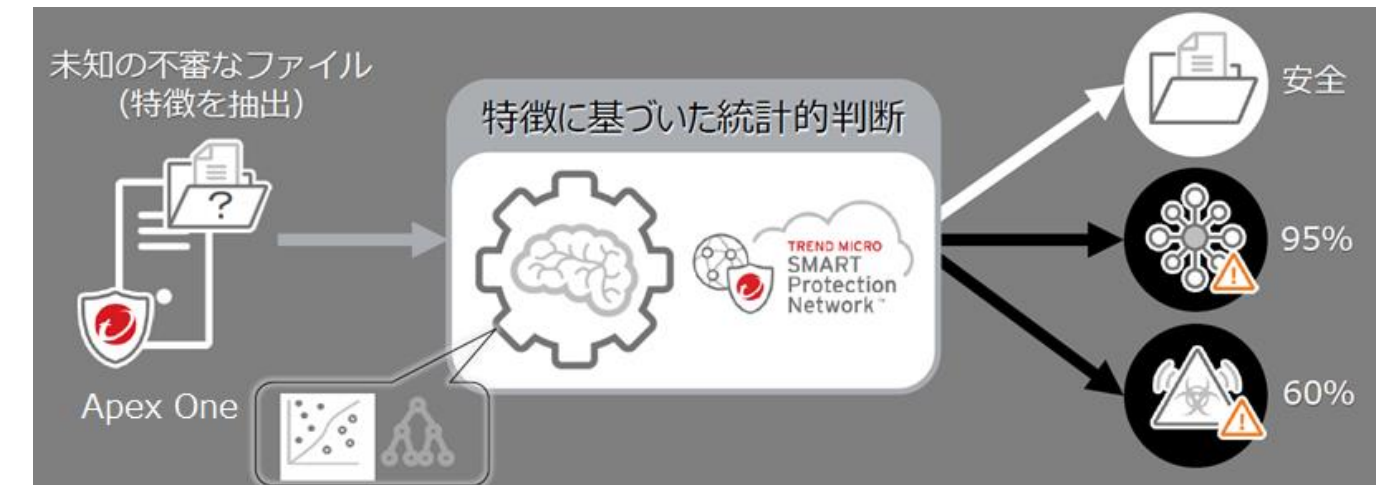 未知の不審なファイル
（特徴を抽出）
?
Apex One
特徴に基づいた統計的判断
TREND MICRO
SMART
Protection
Network™
安全
!
95%
!
60%